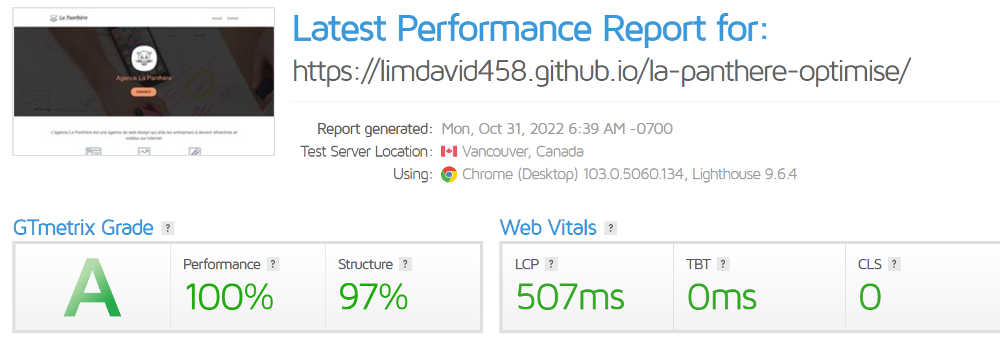 La Panthère
Accueil Contact
Latest Performance Report for:
https://limdavid458.github.io/la-panthere-optimise/
Agence La Panthère
CONTACT
L'agence La Panthère est une agence de web design qui aide les entreprises à devenir attractives et
visibles sur internet.
Report generated: Mon, Oct 31, 2022 6:39 AM -0700
Test Server Location: Vancouver, Canada
Using: Chrome (Desktop) 103.0.5060.134, Lighthouse 9.6.4
GTmetrix Grade ?
A
Performance ?
100%
Structure ?
97%
Web Vitals ?
LCP ?
507ms
TBT ?
0ms
CLS ?
0